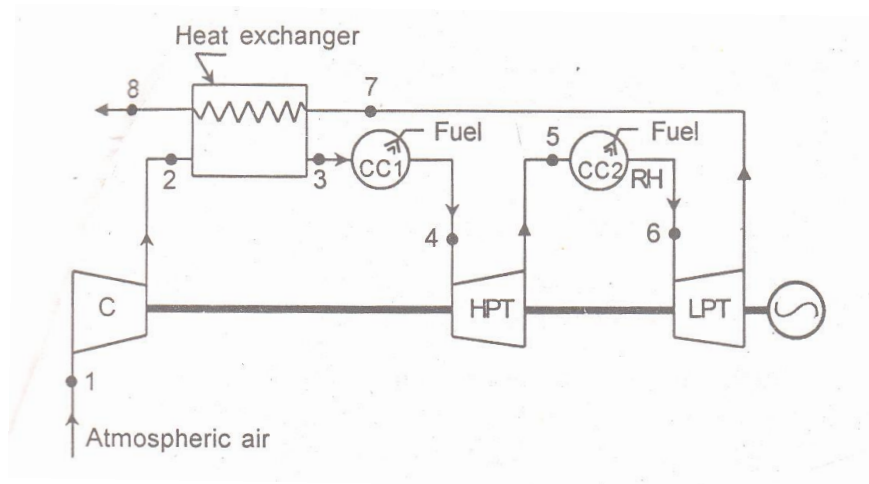 Heat exchanger
8
7
Fuel
Fuel
5
2
3
CC1
CC2
RH
4
6
C
HPT
LPT
1
Atmospheric air